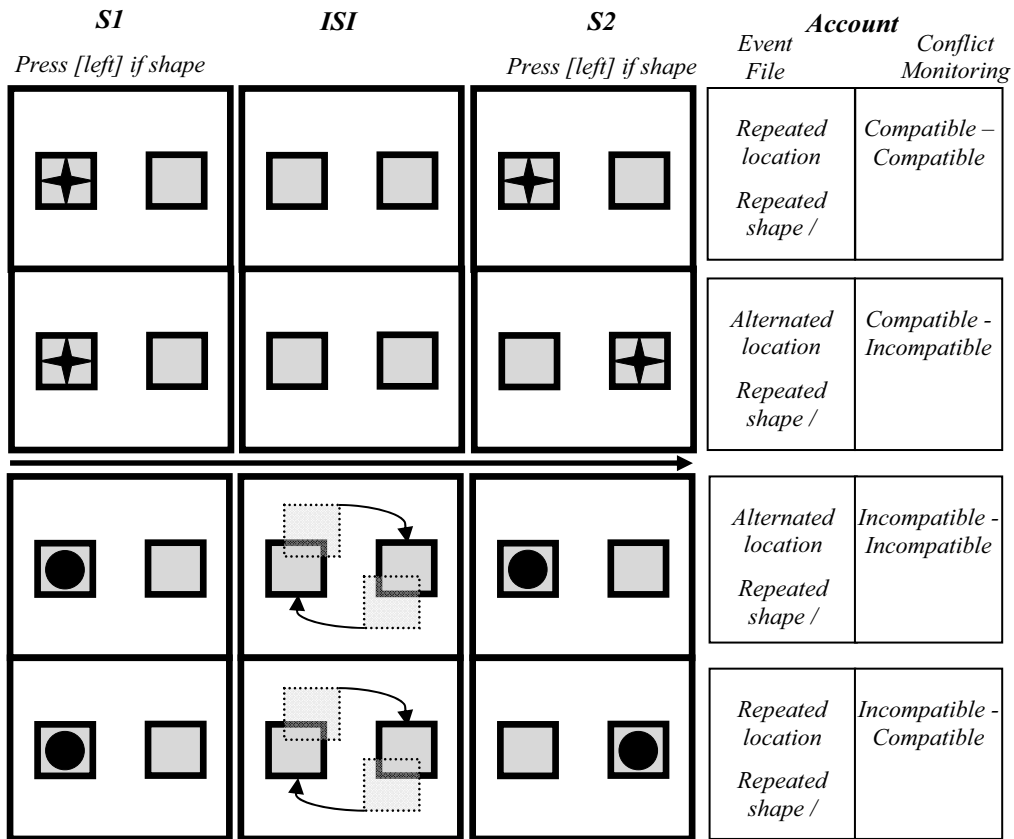 S1
ISI
S2
Account
Event
File
Conflict
Monitoring
Press [left] if shape
Press [left] if shape
Repeated
location
Repeated
shape /
Compatible –
Compatible
Alternated
location
Repeated
shape /
Compatible -
Incompatible
Alternated
location
Repeated
shape /
Incompatible -
Incompatible
Repeated
location
Repeated
shape /
Incompatible -
Compatible